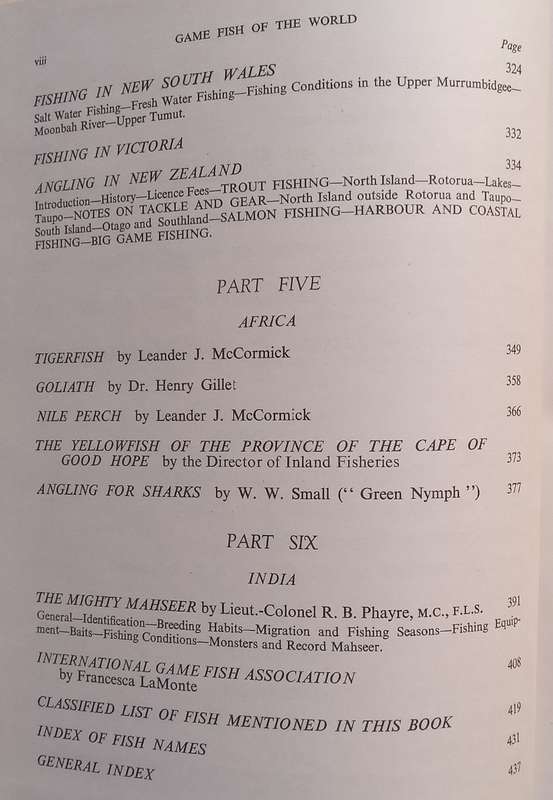 GAME FISH OF THE WORLD
viii
Page
FISHING IN NEW SOUTH WALES 324
Salt Water Fishing—Fresh Water Fishing—Fishing Conditions in the Upper Murrumbidgee—
Moonbah River—Upper Tumut.
FISHING IN VICTORIA 332
ANGLING IN NEW ZEALAND 334
Introduction—History—Licence Fees—TROUT FISHING—North Island—Rotorua—Lakes—
Taupo—NOTES ON TACKLE AND GEAR—North Island outside Rotorua and Taupo—
South Island—Otago and Southland—SALMON FISHING—HARBOUR AND COASTAL
FISHING—BIG GAME FISHING.
PART FIVE
AFRICA
TIGERFISH by Leander J. McCormick 349
GOLIATH by Dr. Henry Gillet 358
NILE PERCH by Leander J. McCormick 366
THE YELLOWFISH OF THE PROVINCE OF THE CAPE OF
GOOD HOPE by the Director of Inland Fisheries 373
ANGLING FOR SHARKS by W. W. Small (“ Green Nymph ”) 377
PART SIX
INDIA
THE MIGHTY MAHSEER by Lieut.-Colonel R. B. Phayre, M.C., F.L.S. 391
General—Identification—Breeding Habits—Migration and Fishing Seasons—Fishing Equip-
ment—Baits—Fishing Conditions—Monsters and Record Mahseer.
INTERNATIONAL GAME FISH ASSOCIATION 408
by Francesca LaMonte
CLASSIFIED LIST OF FISH MENTIONED IN THIS BOOK 419
INDEX OF FISH NAMES 431
GENERAL INDEX 437